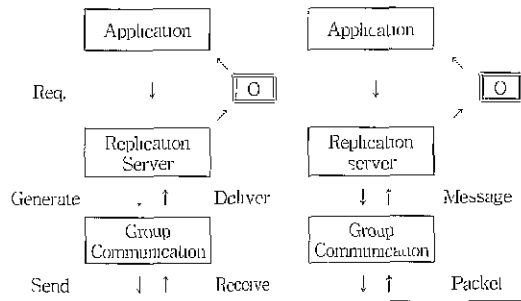 Application Application
Req. O O
Replication Replication
Server server
Generate Deliver Message
Group Group
Communication Communication
Send Receive Packet